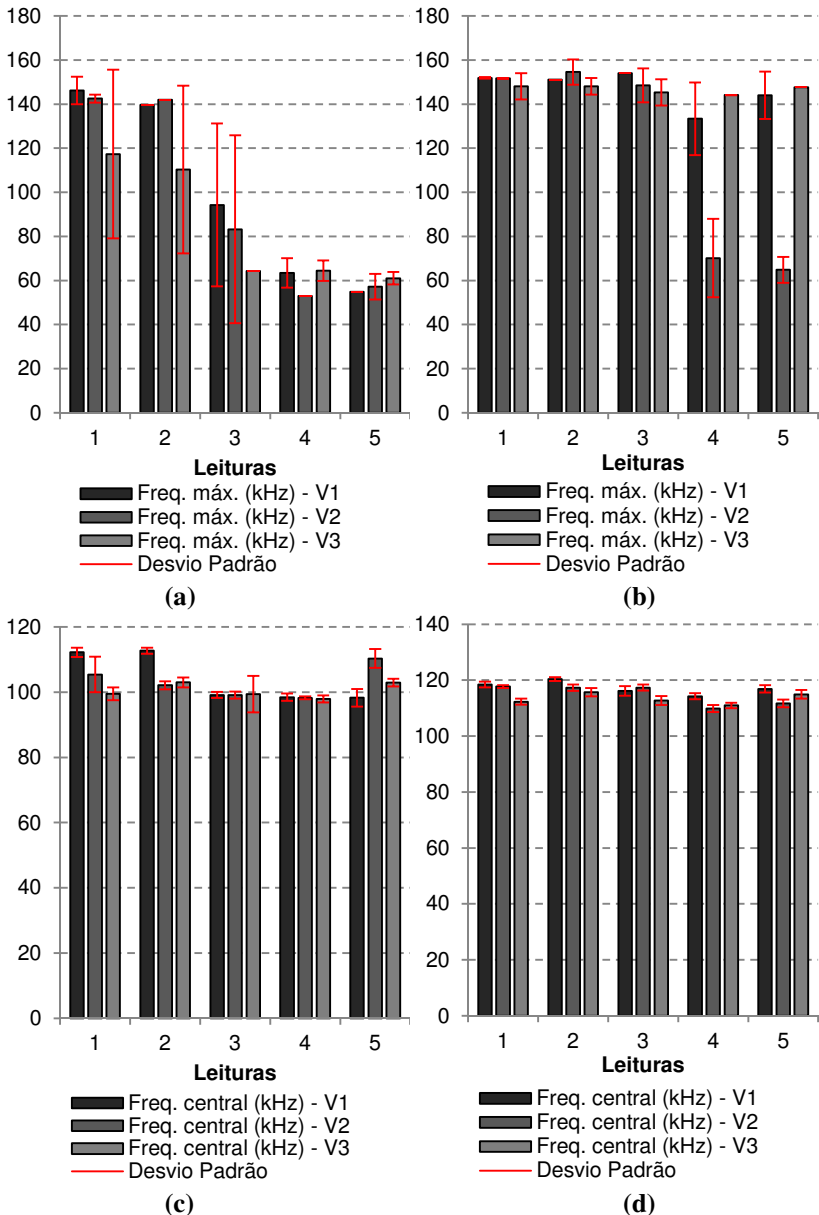 180
160
140
120
100
80
60
40
20
0
1 2 3 4 5
Leituras
Freq. máx. (kHz) - V1
Freq. máx. (kHz) - V2
Freq. máx. (kHz) - V3
Desvio Padrão
(a)
180
160
140
120
100
80
60
40
20
0
1 2 3 4 5
Leituras
Freq. máx. (kHz) - V1
Freq. máx. (kHz) - V2
Freq. máx. (kHz) - V3
Desvio Padrão
(b)
120
100
80
60
40
20
0
1 2 3 4 5
Leituras
Freq. central (kHz) - V1
Freq. central (kHz) - V2
Freq. central (kHz) - V3
Desvio Padrão
(c)
140
120
100
80
60
40
20
0
1 2 3 4 5
Leituras
Freq. central (kHz) - V1
Freq. central (kHz) - V2
Freq. central (kHz) - V3
Desvio Padrão
(d)